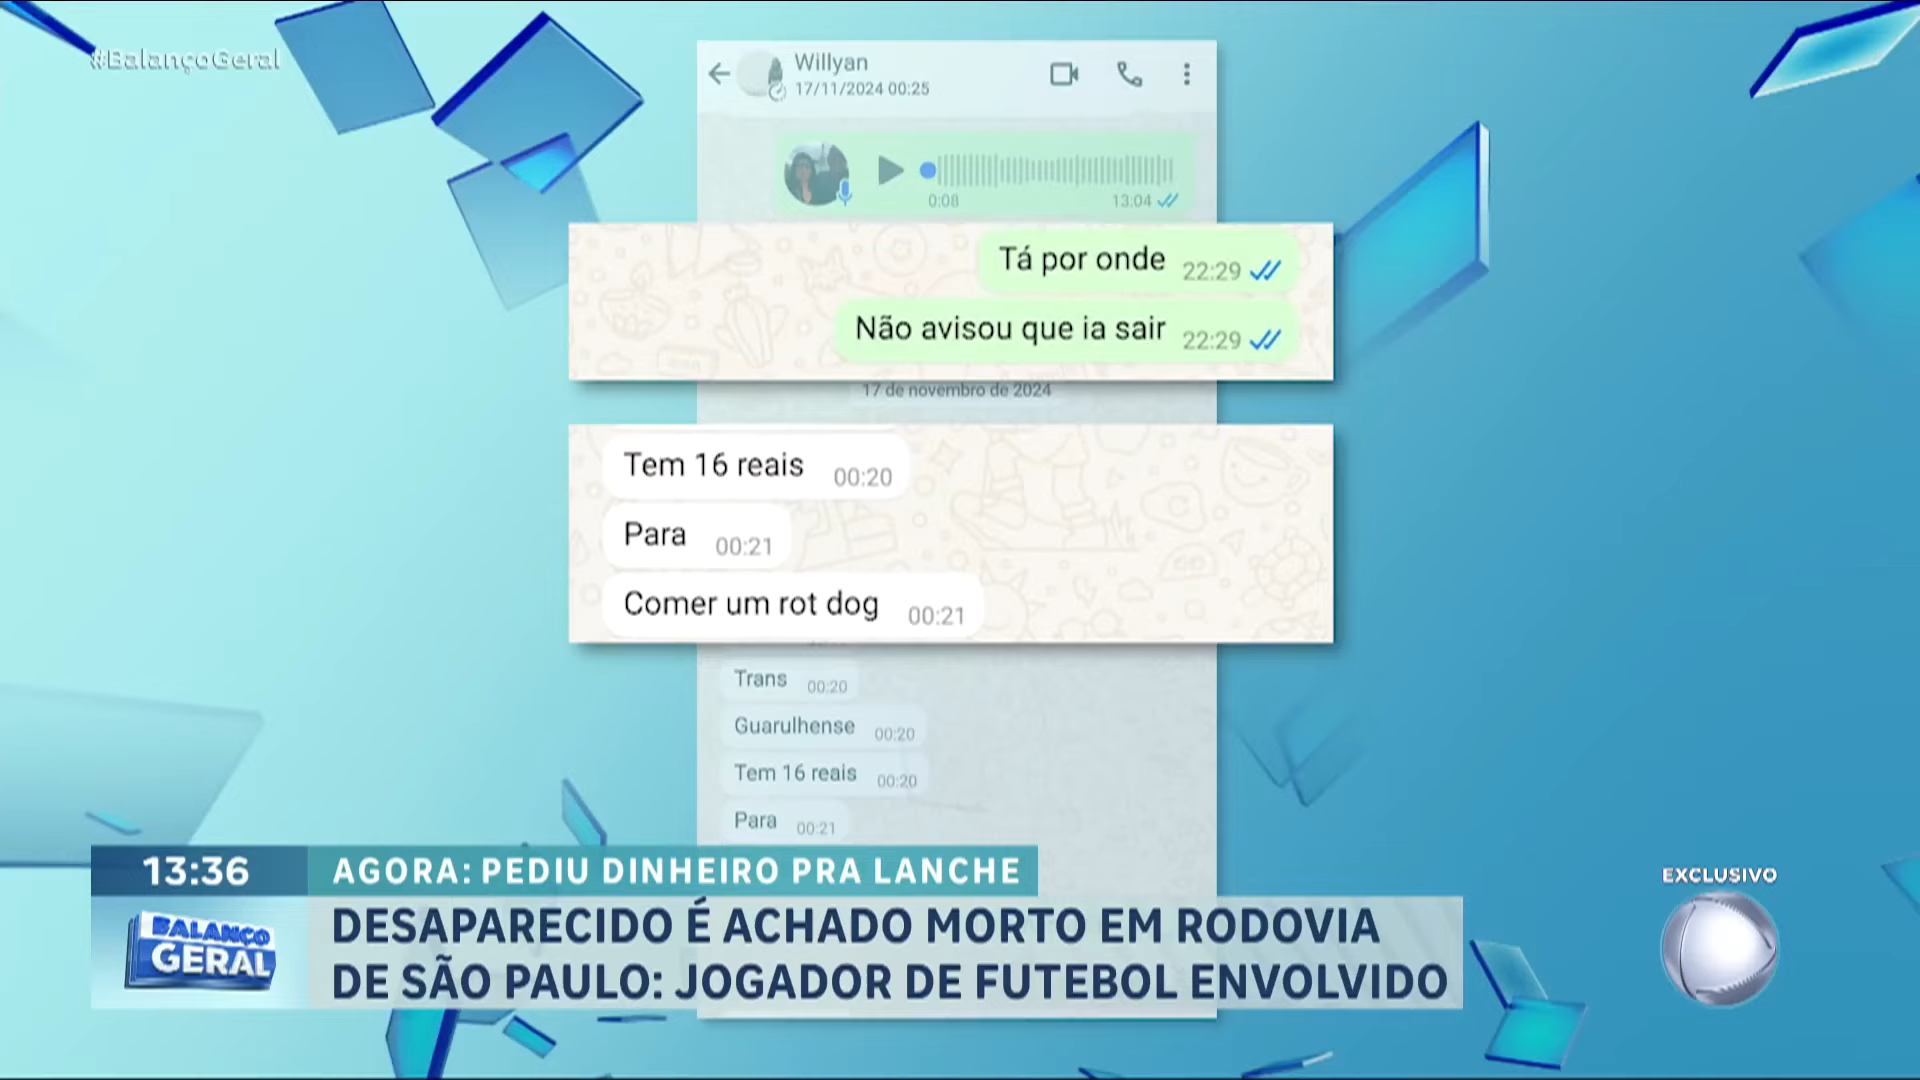 #BalançoGeral
Willyan
17/11/2024 00:25
0:08 13:04
Tá por onde 22:29
Não avisou que ia sair 22:29
17 de novembro de 2024
Tem 16 reais 00:20
Para 00:21
Comer um rot dog 00:21
Trans 00:20
Guarulhense 00:20
Tem 16 reais 00:20
Para 00:21
13:36 AGORA: PEDIU DINHEIRO PRA LANCHE
BALANÇO
GERAL
DESAPARECIDO É ACHADO MORTO EM RODOVIA
DE SÃO PAULO: JOGADOR DE FUTEBOL ENVOLVIDO
EXCLUSIVO